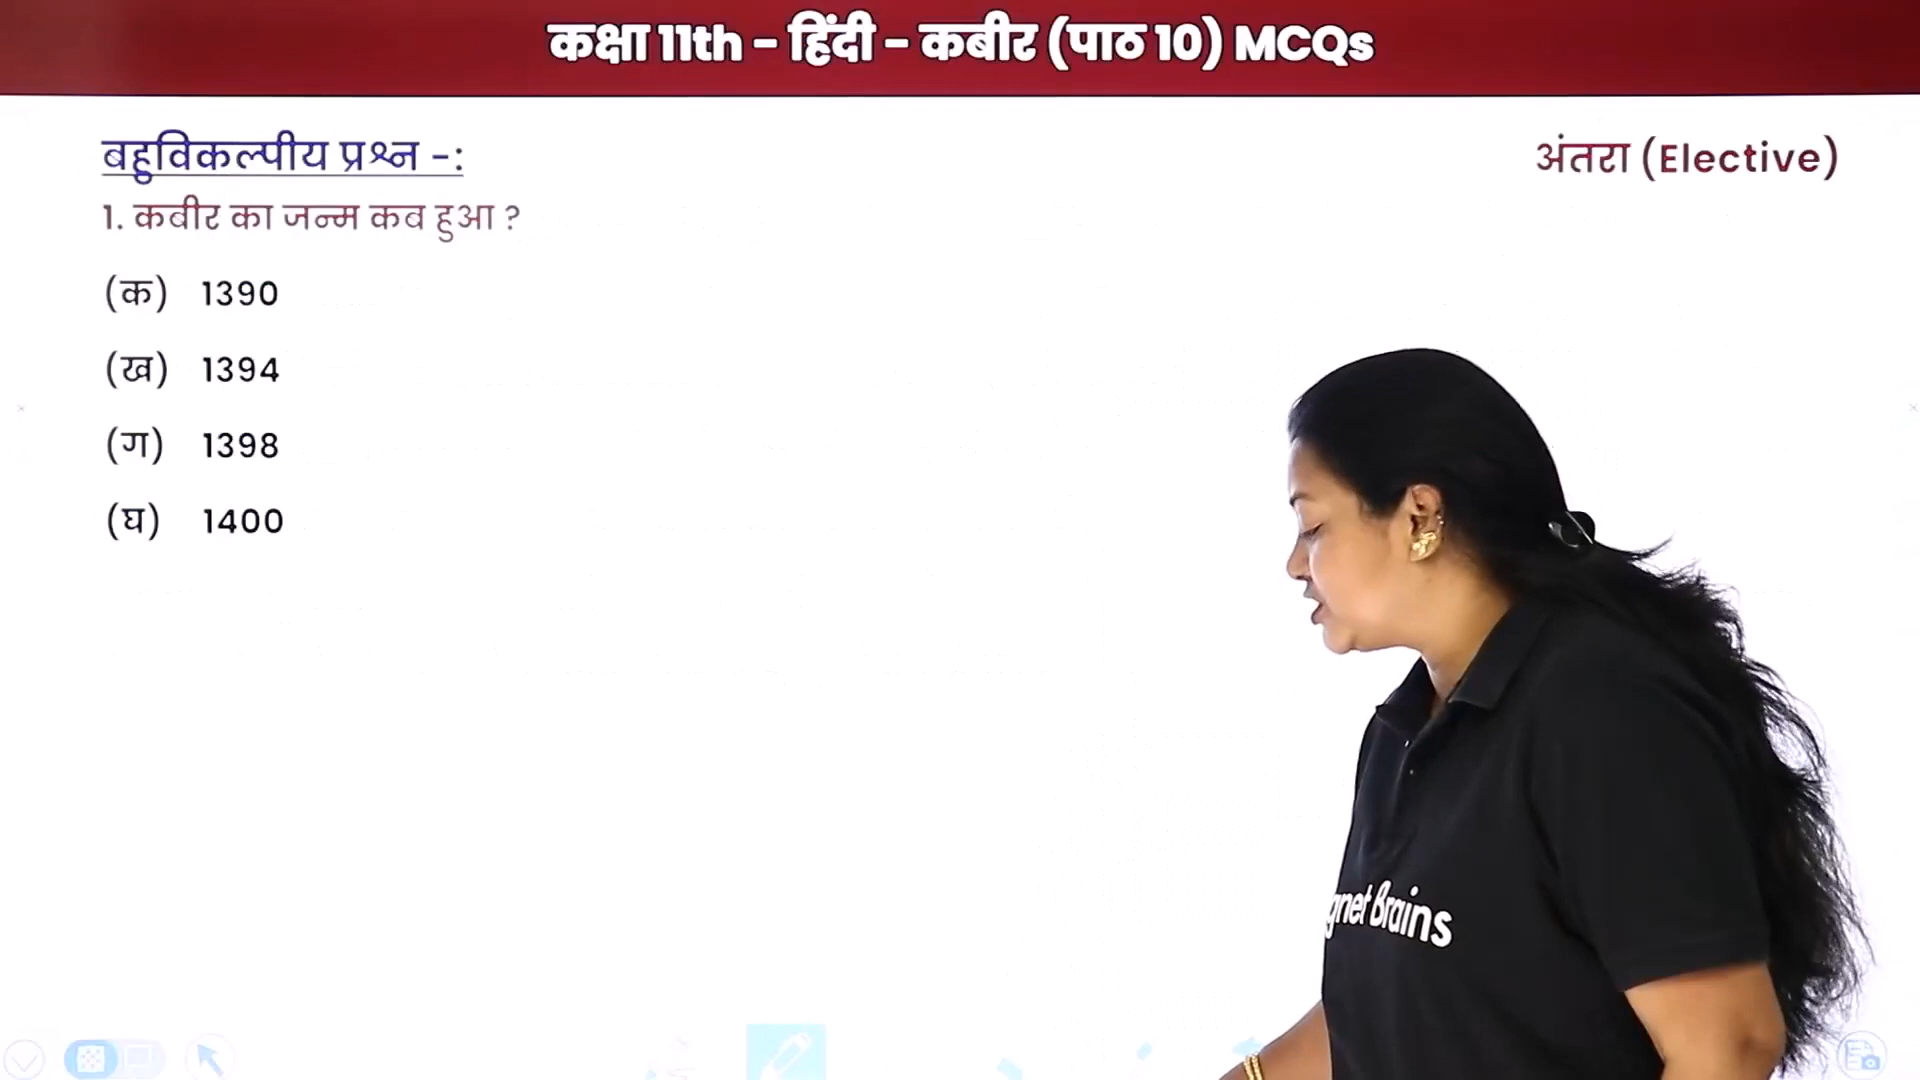 कक्षा 11th - हिंदी - कबीर (पाठ 10) MCQs
बहुविकल्पीय प्रश्न -:
अंतरा (Elective)
1. कबीर का जन्म कब हुआ ?
(क) 1390
(ख) 1394
(ग) 1398
(घ) 1400
gnet Brains